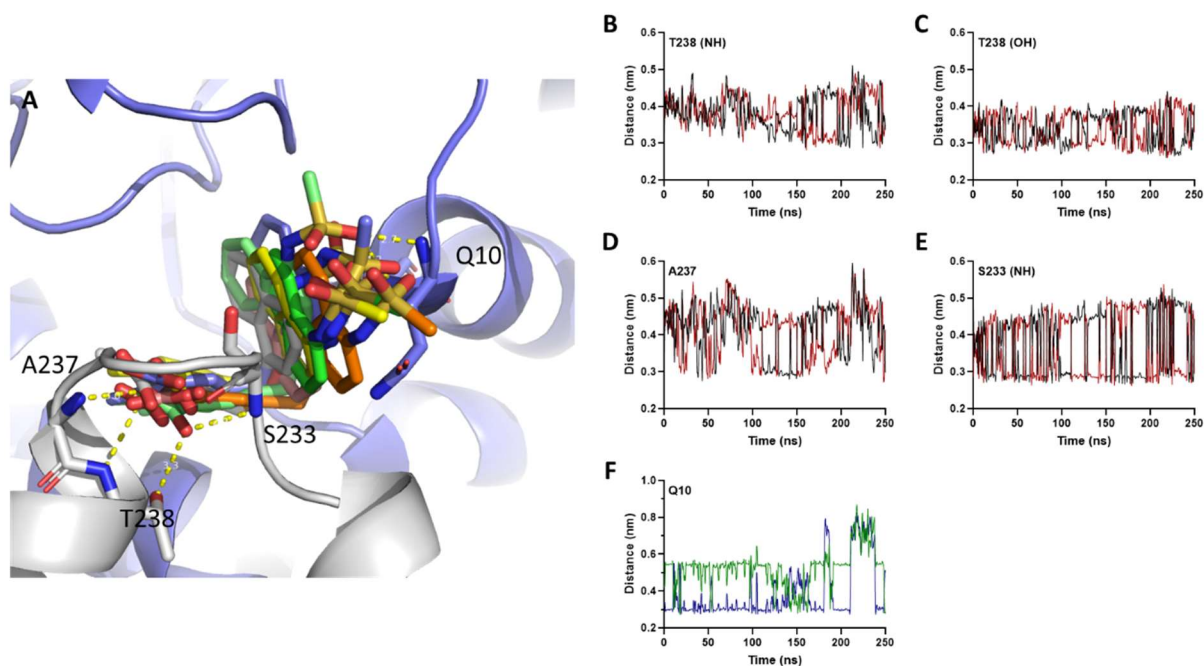 A
Q10
A237
S233
T238
3.3
B
T238 (NH)
Distance (nm)
0.6
0.5
0.4
0.3
0.2
0 50 100 150 200 250
Time (ns)
C
T238 (OH)
Distance (nm)
0.6
0.5
0.4
0.3
0.2
0 50 100 150 200 250
Time (ns)
D
A237
Distance (nm)
0.6
0.5
0.4
0.3
0.2
0 50 100 150 200 250
Time (ns)
E
S233 (NH)
Distance (nm)
0.6
0.5
0.4
0.3
0.2
0 50 100 150 200 250
Time (ns)
F
Q10
Distance (nm)
1.0
0.8
0.6
0.4
0.2
0 50 100 150 200 250
Time (ns)